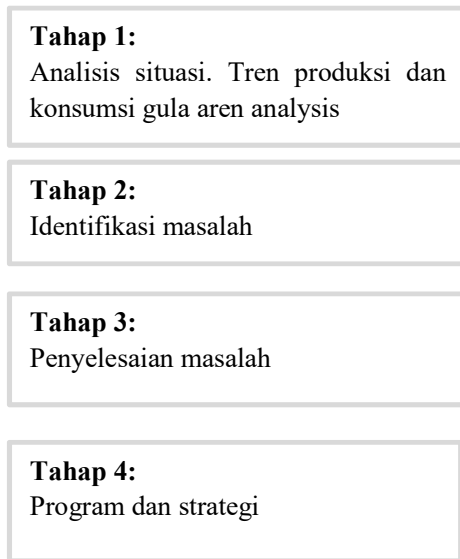 Tahap 1:
Analisis situasi. Tren produksi dan
konsumsi gula aren analysis
Tahap 2:
Identifikasi masalah
Tahap 3:
Penyelesaian masalah
Tahap 4:
Program dan strategi